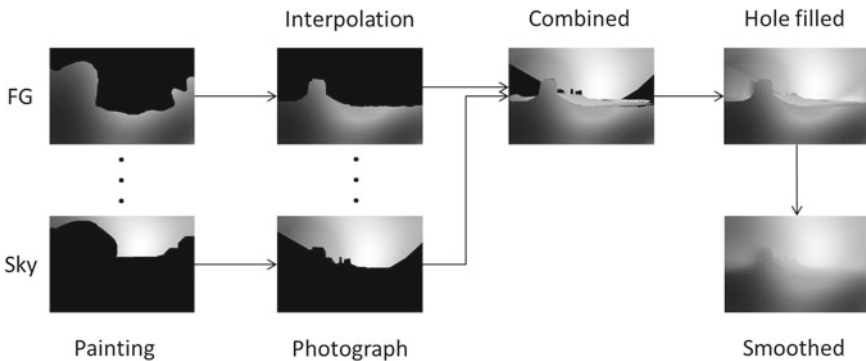 Interpolation
Combined
Hole filled
FG
Sky
Painting
Photograph
Smoothed